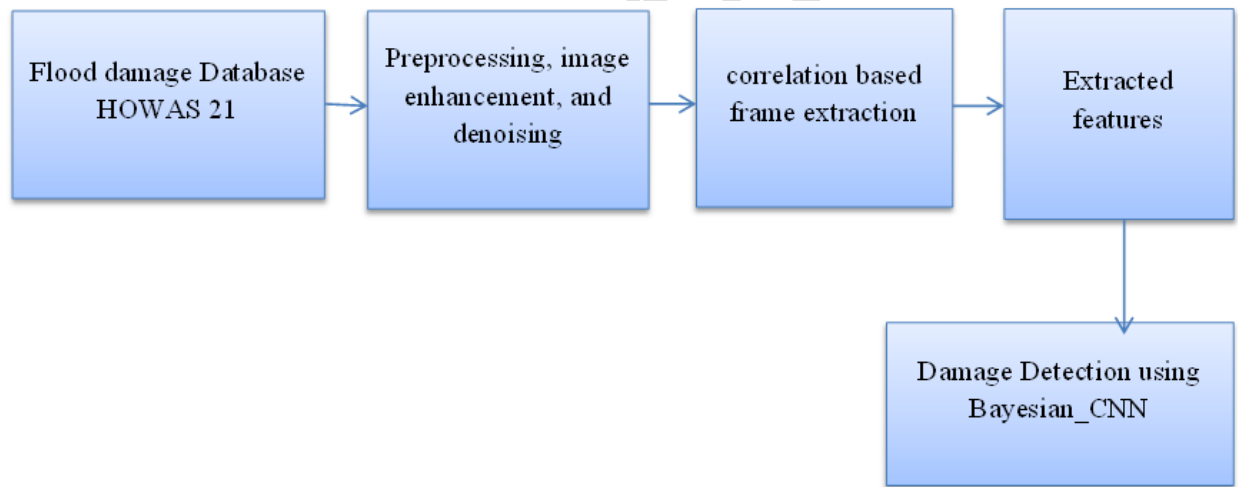 Flood damage Database
HOWAS 21
Preprocessing, image
enhancement, and
denoising
correlation based
frame extraction
Extracted
features
Damage Detection using
Bayesian_CNN